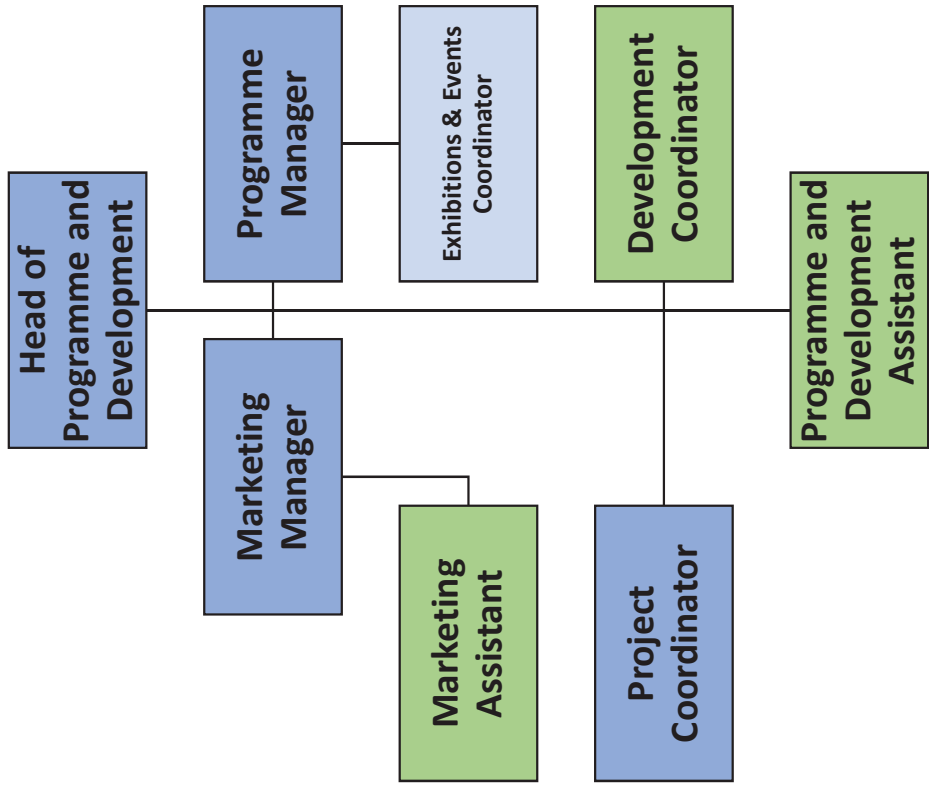 Head of
Programme and
Development
Marketing
Manager
Programme
Manager
Marketing
Assistant
Exhibitions & Events
Coordinator
Project
Coordinator
Development
Coordinator
Programme and
Development
Assistant